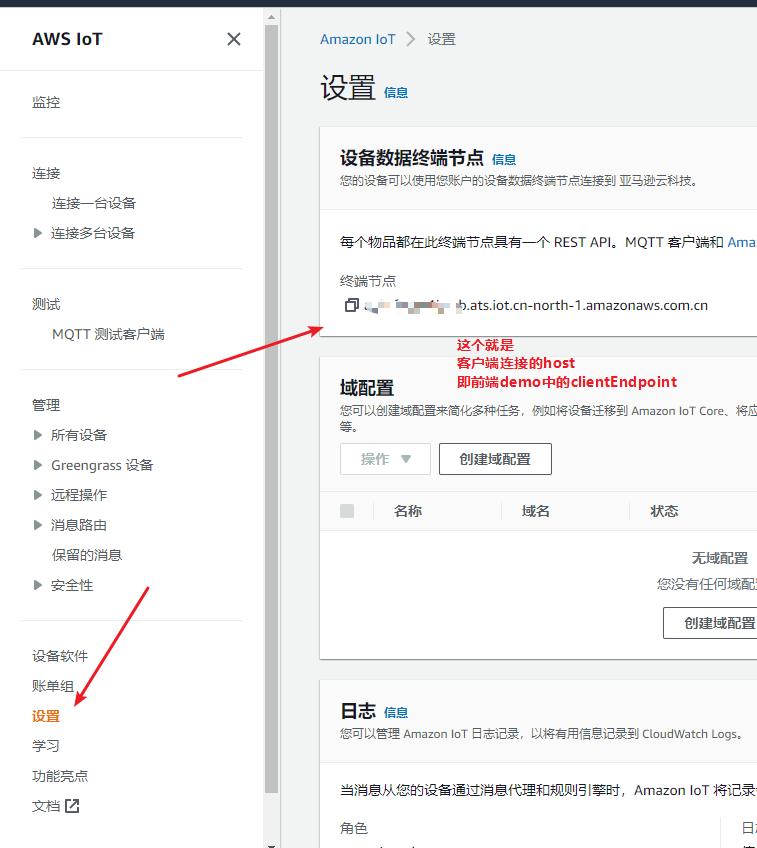 AWS IoT
监控
连接
连接一台设备
连接多台设备
测试
MQTT 测试客户端
管理
所有设备
Greengrass 设备
远程操作
消息路由
保留的消息
安全性
设备软件
账单组
设置
学习
功能亮点
文档
Amazon IoT
设置
设置 信息
设备数据终端节点 信息
您的设备可以使用您账户的设备数据终端节点连接到 亚马逊云科技。
每个物品都在此终端节点具有一个 REST API。MQTT 客户端和 Ama
终端节点
b.ats.iot.cn-north-1.amazonaws.com.cn
这个就是
客户端连接的host
即前端demo中的clientEndpoint
域配置
您可以创建域配置来简化多种任务，例如将设备迁移到 Amazon IoT Core、将应
等。
操作 创建域配置
名称 域名 状态
无域配置
您没有任何域配
创建域配置
日志 信息
您可以管理 Amazon IoT 日志记录，以将有用信息记录到 CloudWatch Logs。
当消息从您的设备通过消息代理和规则引擎时，Amazon IoT 将记录
角色